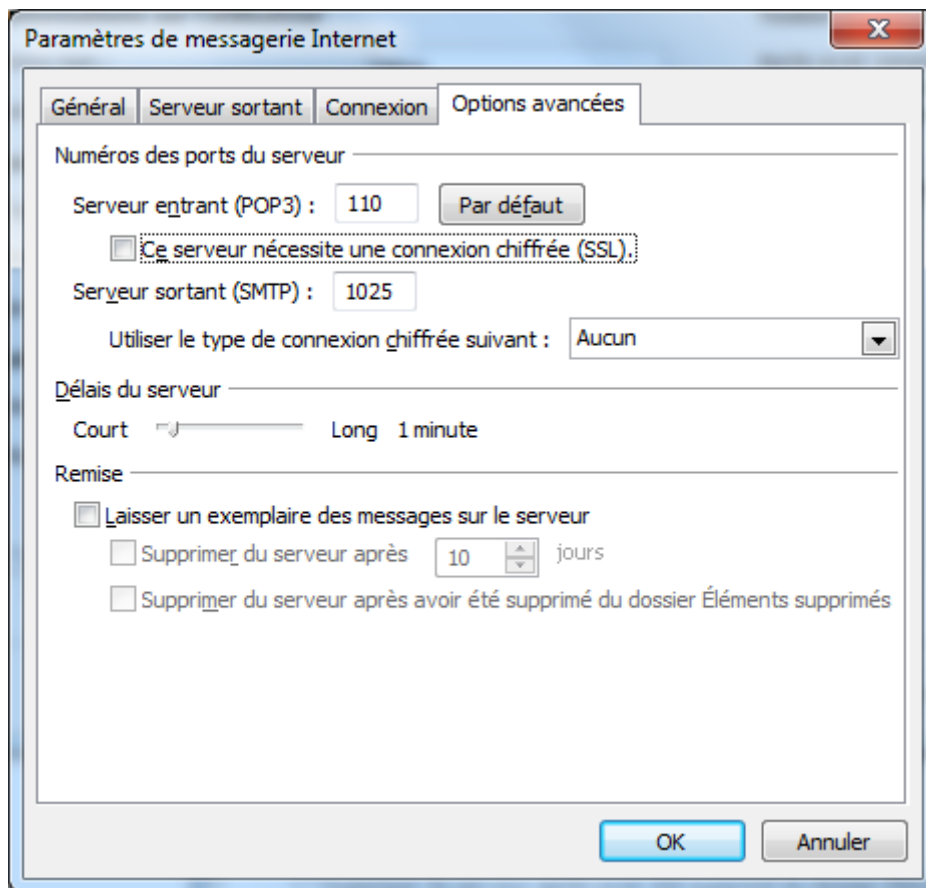 Paramètres de messagerie Internet
Général Serveur sortant Connexion Options avancées
Numéros des ports du serveur
Serveur entrant (POP3) : 110 Par défaut
Ce serveur nécessite une connexion chiffrée (SSL).
Serveur sortant (SMTP) : 1025
Utiliser le type de connexion chiffrée suivant : Aucun
Délais du serveur
Court Long 1 minute
Remise
Laisser un exemplaire des messages sur le serveur
Supprimer du serveur après 10 jours
Supprimer du serveur après avoir été supprimé du dossier Éléments supprimés
OK Annuler